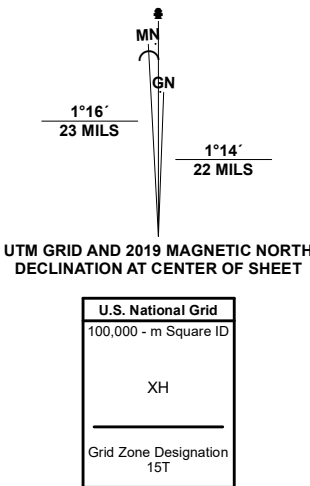 MN
GN
1°16´
23 MILS
1°14´
22 MILS
UTM GRID AND 2019 MAGNETIC NORTH
DECLINATION AT CENTER OF SHEET
U.S. National Grid
100,000 - m Square ID
XH
Grid Zone Designation
15T